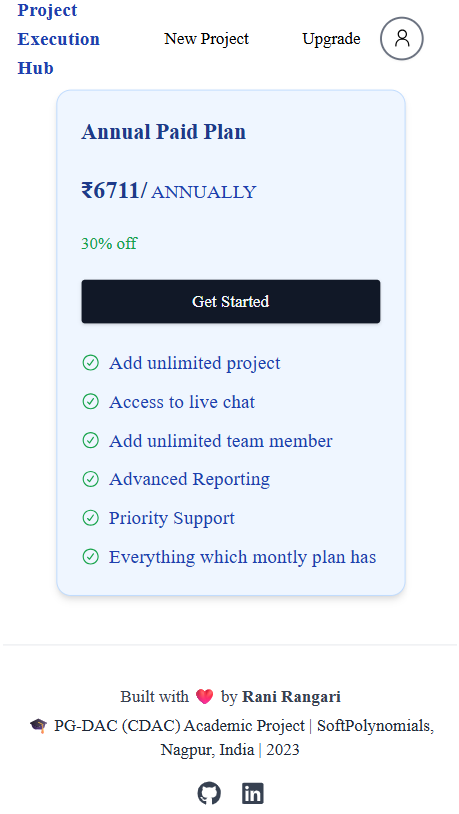 Project
Execution
Hub
New Project
Upgrade
Annual Paid Plan
₹6711/ ANNUALLY
30% off
Get Started
Add unlimited project
Access to live chat
Add unlimited team member
Advanced Reporting
Priority Support
Everything which montly plan has
Built with ❤️ by Rani Rangari
🎓 PG-DAC (CDAC) Academic Project | SoftPolynomials,
Nagpur, India | 2023